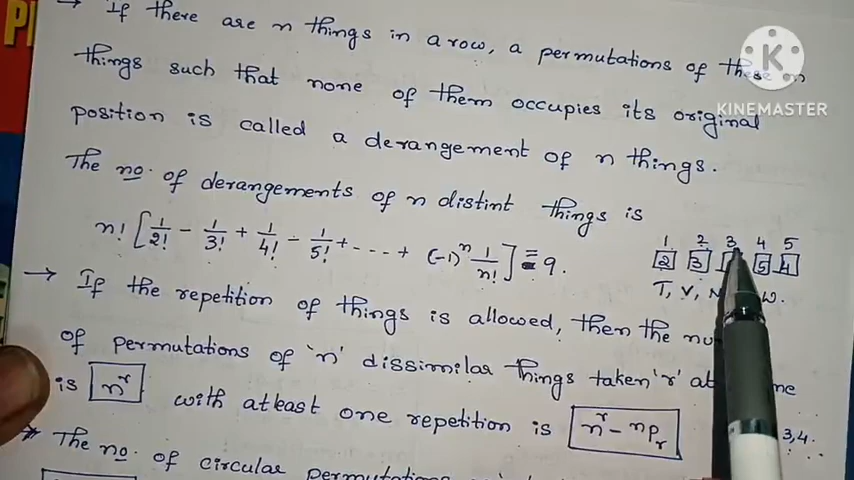 → If there are n things in a row, a permutations of these n
things such that none of them occupies its original
position is called a derangement of n things.
The no. of derangements of n distint things is
n! [1/2! - 1/3! + 1/4! - 1/5! + ---- + (-1)^n 1/n!] = 9.
1 2 3 4 5
2 3 5 4
T, V, W.
→ If the repetition of things is allowed, then the
of permutations of 'n' dissimilar things taken 'r' at
is n^r with atleast one repetition is n^r - nPr
3,4.
* The no. of circular permutations
K
KINEMASTER
P